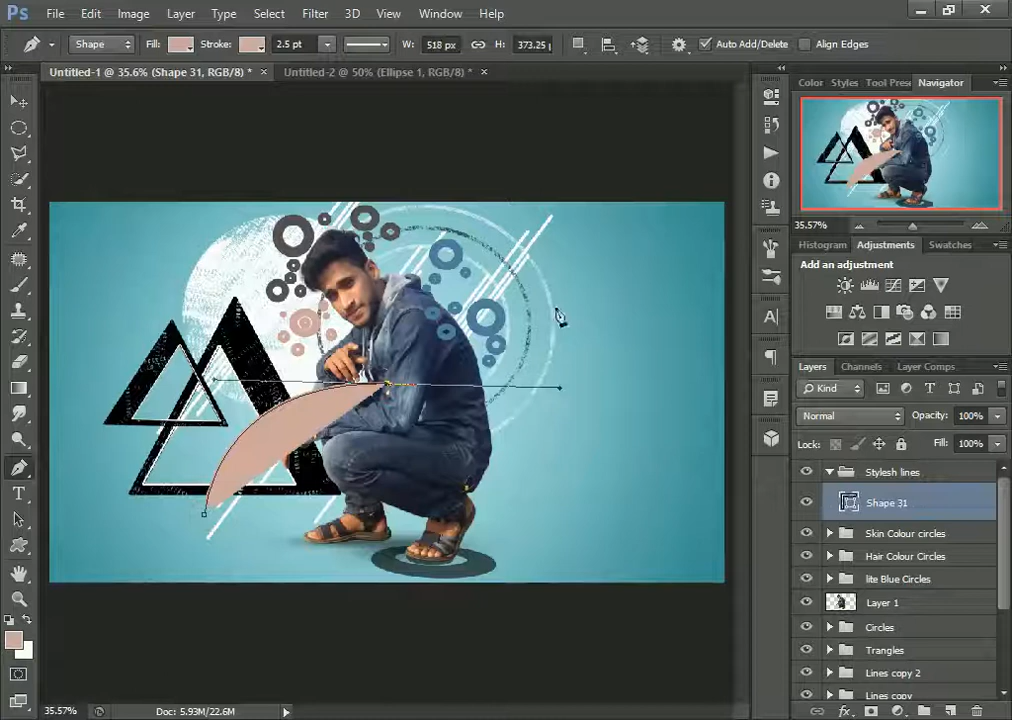 Ps File Edit Image Layer Type Select Filter 3D View Window Help
Shape Fill: Stroke: 2.5 pt W: 518 px H: 373.25 Auto Add/Delete Align Edges
Untitled-1 @ 35.6% (Shape 31, RGB/8) * × Untitled-2 @ 50% (Ellipse 1, RGB/8) * ×
Color Styles Tool Pres Navigator
35.57%
Histogram Adjustments Swatches
Add an adjustment
Layers Channels Layer Comps
Kind T
Normal Opacity: 100%
Lock: Fill: 100%
Stylesh lines
Shape 31
Skin Colour circles
Hair Colour Circles
lite Blue Circles
Layer 1
Circles
Trangles
Lines copy 2
Lines copy
T
A
fx
35.57% Doc: 5.93M/22.6M